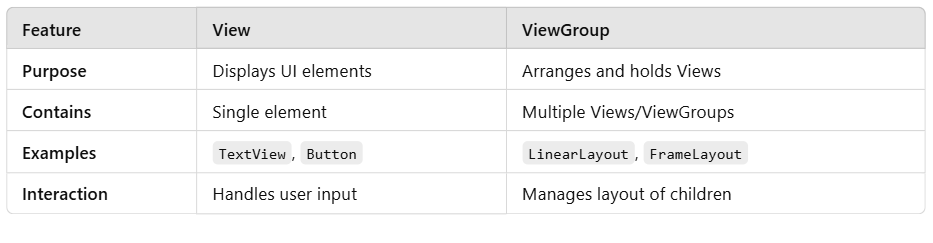 Feature View ViewGroup
Purpose Displays UI elements Arranges and holds Views
Contains Single element Multiple Views/ViewGroups
Examples TextView, Button LinearLayout, FrameLayout
Interaction Handles user input Manages layout of children